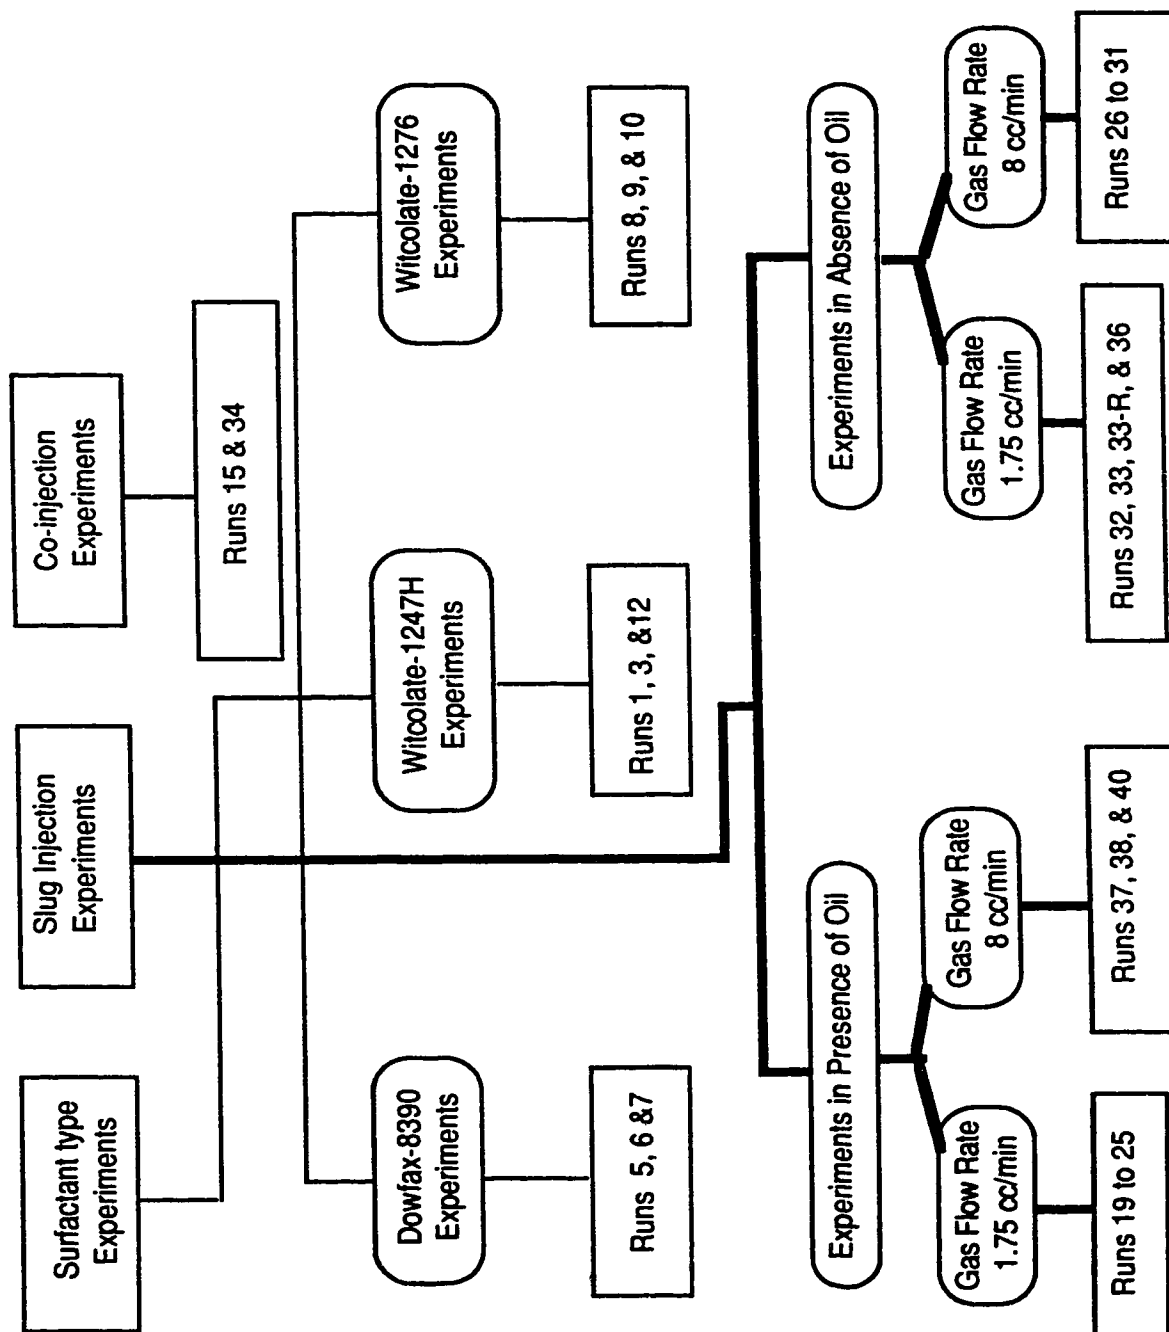 Surfactant type
Experiments
Slug Injection
Experiments
Co-injection
Experiments
Runs 15 & 34
Dowfax-8390
Experiments
Witcolate-1247H
Experiments
Witcolate-1276
Experiments
Runs 5, 6 &7
Runs 1, 3, &12
Runs 8, 9, & 10
Experiments in Presence of Oil
Experiments in Absence of Oil
Gas Flow Rate
1.75 cc/min
Gas Flow Rate
8 cc/min
Gas Flow Rate
1.75 cc/min
Gas Flow Rate
8 cc/min
Runs 19 to 25
Runs 37, 38, & 40
Runs 32, 33, 33-R, & 36
Runs 26 to 31